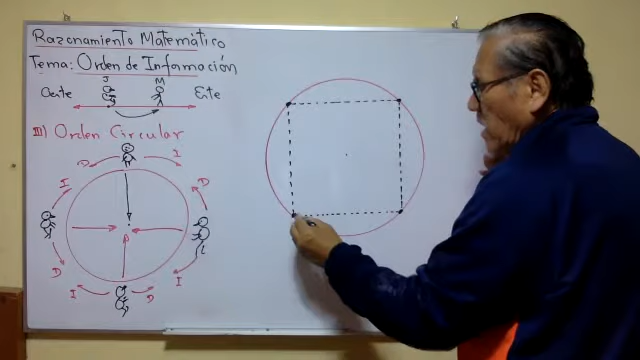 Razonamiento Matemático
Tema: Orden de Información
J M
Oeste Este
III) Orden Circular
D I
I D
D I
I D